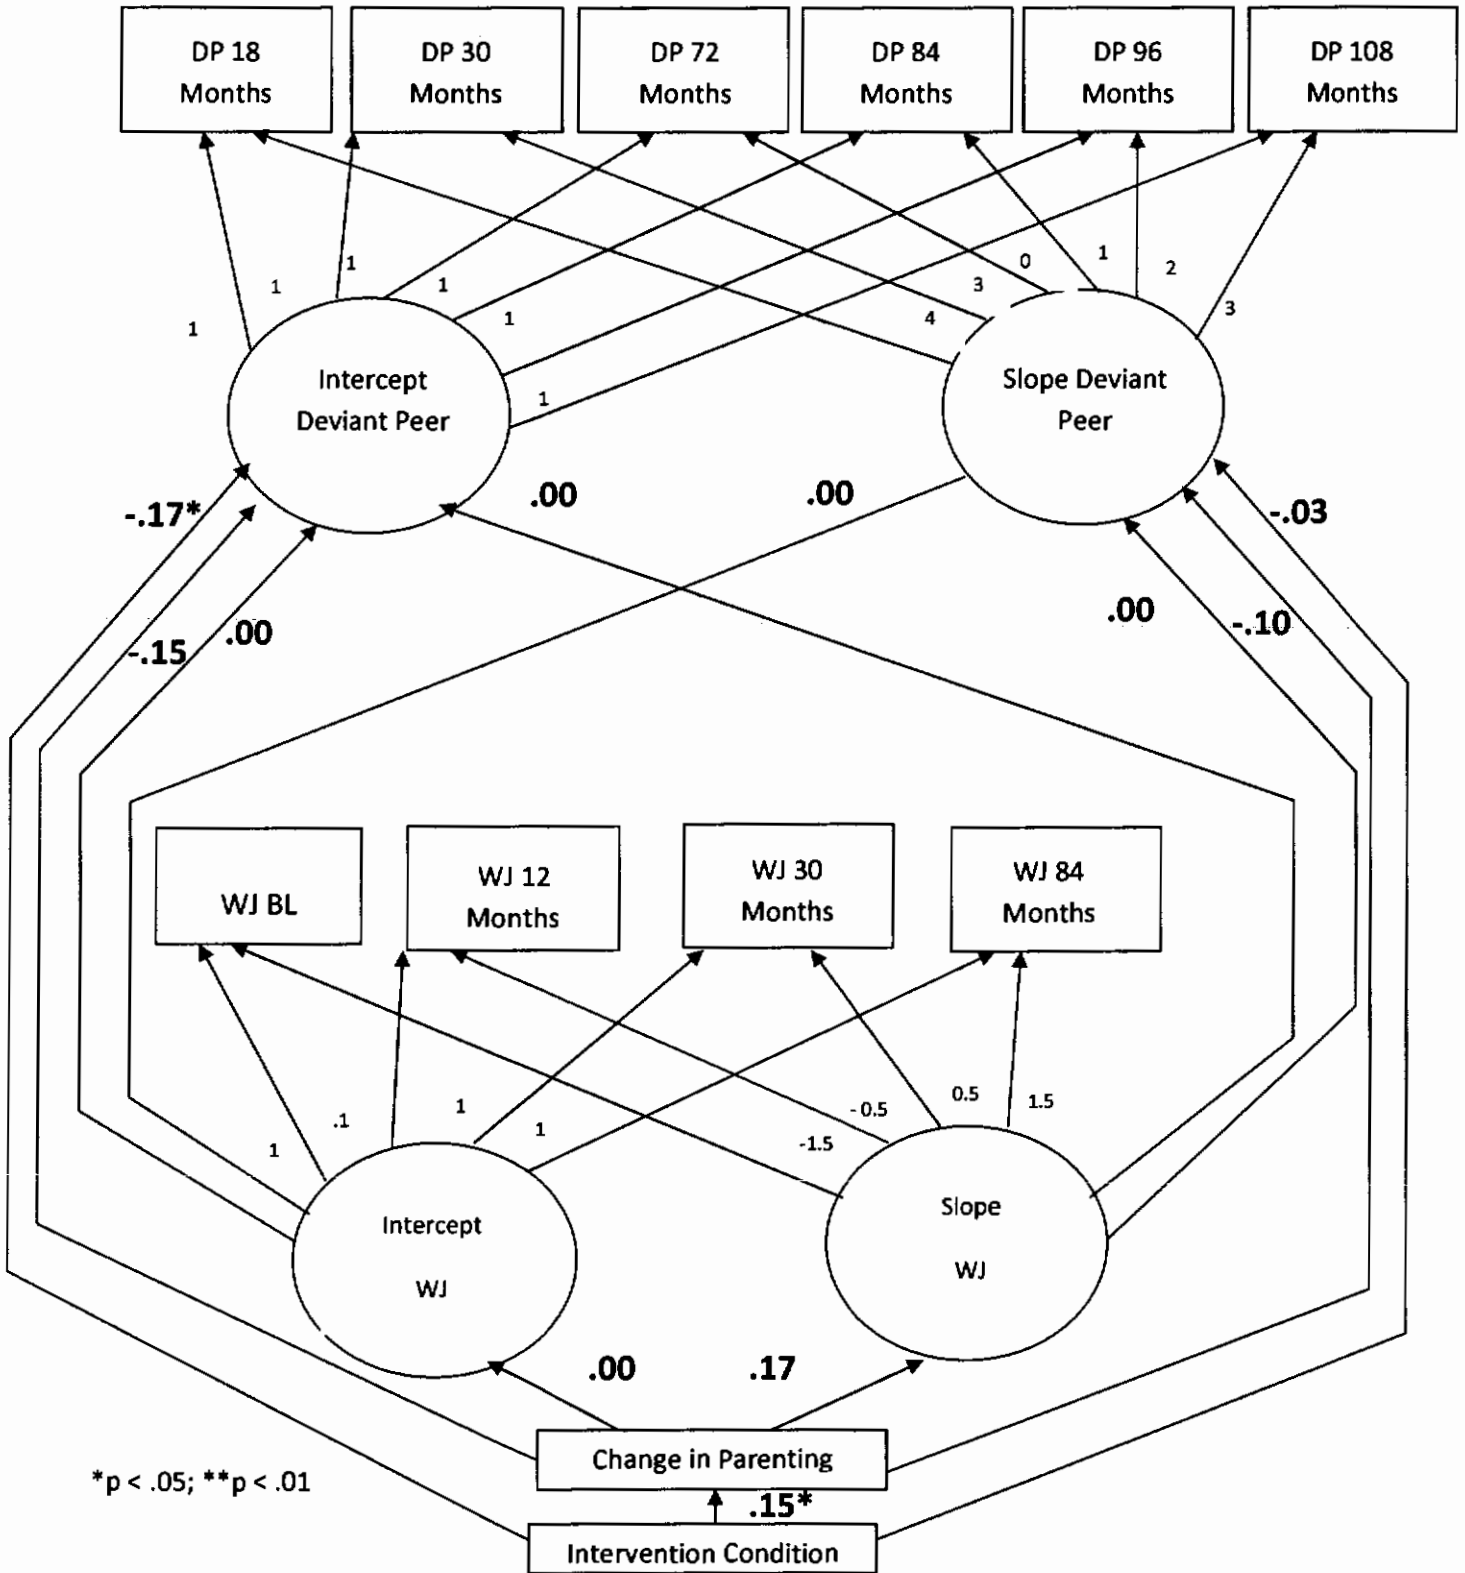 DP 18
Months
DP 30
Months
DP 72
Months
DP 84
Months
DP 96
Months
DP 108
Months
1
1
1
1
1
1
4
3
0
1
2
3
Intercept
Deviant Peer
Slope Deviant
Peer
-.17*
-.15
.00
.00
.00
.00
-.10
-.03
WJ BL
WJ 12
Months
WJ 30
Months
WJ 84
Months
1
.1
1
1
-1.5
- 0.5
0.5
1.5
Intercept
WJ
Slope
WJ
.00
.17
Change in Parenting
.15*
Intervention Condition
*p < .05; **p < .01